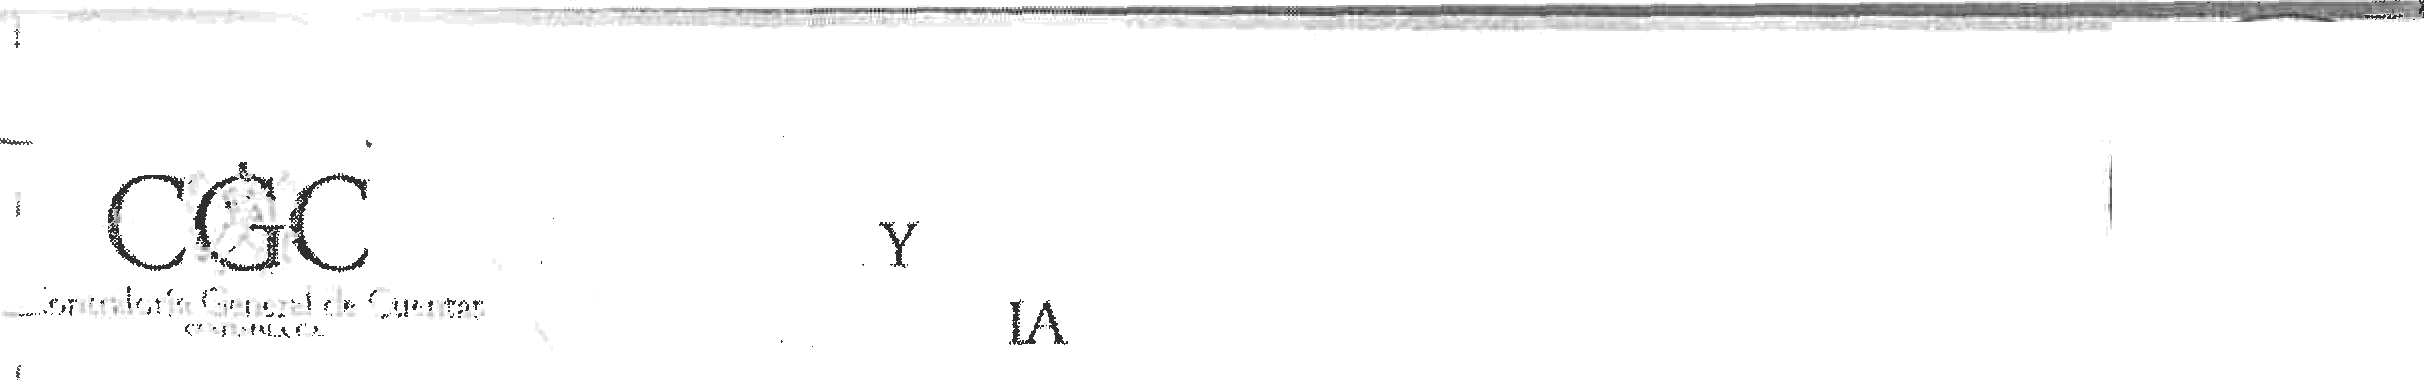 CGC
Contraloría General de Cuentas
Y
IA